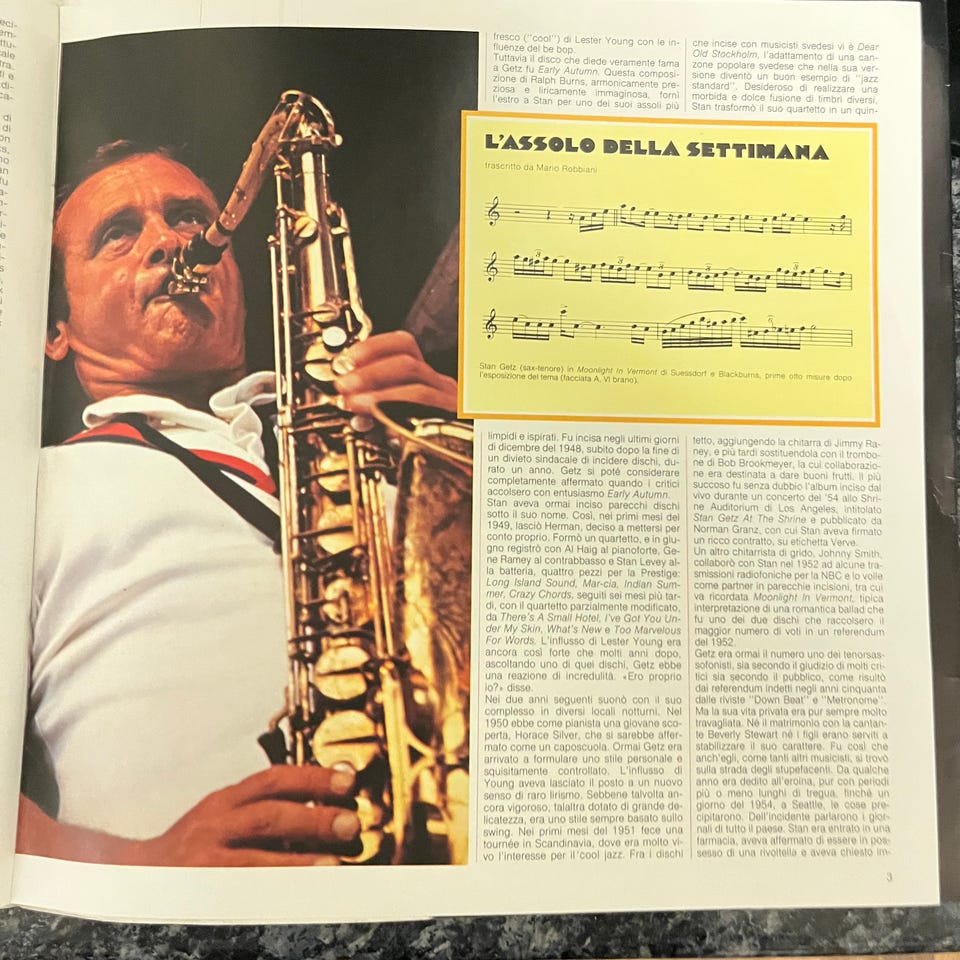 fresco ("cool") di Lester Young con le in-
fluenze del be bop.
Tuttavia il disco che diede veramente fama
a Getz fu Early Autumn. Questa composi-
zione di Ralph Burns, armonicamente pre-
ziosa e liricamente immaginosa, fornì
l'estro a Stan per uno dei suoi assoli più
che incise con musicisti svedesi vi è Dear
Old Stockholm, l'adattamento di una can-
zone popolare svedese che nella sua ver-
sione diventò un buon esempio di "jazz
standard". Desideroso di realizzare una
morbida e dolce fusione di timbri diversi,
Stan trasformò il suo quartetto in un quin-
L'ASSOLO DELLA SETTIMANA
trascritto da Mario Robbiani
3
3
3
3
3
3
Stan Getz (sax-tenore) in Moonlight In Vermont di Suessdorf e Blackburns, prime otto misure dopo
l'esposizione del tema (facciata A, VI brano).
limpidi e ispirati. Fu incisa negli ultimi giorni
di dicembre del 1948, subito dopo la fine di
un divieto sindacale di incidere dischi, du-
rato un anno. Getz si poté considerare
completamente affermato quando i critici
accolsero con entusiasmo Early Autumn.
Stan aveva ormai inciso parecchi dischi
sotto il suo nome. Così, nei primi mesi del
1949, lasciò Herman, deciso a mettersi per
conto proprio. Formò un quartetto, e in giu-
gno registrò con Al Haig al pianoforte, Ge-
ne Ramey al contrabbasso e Stan Levey al-
la batteria, quattro pezzi per la Prestige:
Long Island Sound, Mar-cia, Indian Sum-
mer, Crazy Chords, seguiti sei mesi più tar-
di, con il quartetto parzialmente modificato,
da There's A Small Hotel, I've Got You Un-
der My Skin, What's New e Too Marvelous
For Words. L'influsso di Lester Young era
ancora così forte che molti anni dopo,
ascoltando uno di quei dischi, Getz ebbe
una reazione di incredulità. «Ero proprio
io?» disse.
Nei due anni seguenti suonò con il suo
complesso in diversi locali notturni. Nel
1950 ebbe come pianista una giovane sco-
perta, Horace Silver, che si sarebbe affer-
mato come un caposcuola. Ormai Getz era
arrivato a formulare uno stile personale e
squisitamente controllato. L'influsso di
Young aveva lasciato il posto a un nuovo
senso di raro lirismo. Sebbene talvolta an-
cora vigoroso, talaltra dotato di grande de-
licatezza, era uno stile sempre basato sullo
swing. Nei primi mesi del 1951 fece una
tournée in Scandinavia, dove era molto vi-
vo l'interesse per il 'cool jazz. Fra i dischi
tetto, aggiungendo la chitarra di Jimmy Ra-
ney, e più tardi sostituendola con il trombo-
ne di Bob Brookmeyer, la cui collaborazio-
ne era destinata a dare buoni frutti. Il più
succoso fu senza dubbio l'album inciso dal
vivo durante un concerto del '54 allo Shri-
ne Auditorium di Los Angeles, intitolato
Stan Getz At The Shrine e pubblicato da
Norman Granz, con cui Stan aveva firmato
un ricco contratto, su etichetta Verve.
Un altro chitarrista di grido, Johnny Smith,
collaborò con Stan nel 1952 ad alcune tra-
smissioni radiofoniche per la NBC e lo volle
come partner in parecchie incisioni, tra cui
va ricordata Moonlight In Vermont, tipica
interpretazione di una romantica ballad che
fu uno dei due dischi che raccolsero il
maggior numero di voti in un referendum
del 1952.
Getz era ormai il numero uno dei tenorsas-
sofonisti, sia secondo il giudizio di molti cri-
tici sia secondo il pubblico, come risultò
dai referendum indetti negli anni cinquanta
dalle riviste "Down Beat" e "Metronome".
Ma la sua vita privata era pur sempre molto
travagliata. Né il matrimonio con la cantan-
te Beverly Stewart né i figli erano serviti a
stabilizzare il suo carattere. Fu così che
anch'egli, come tanti altri musicisti, si trovò
sulla strada degli stupefacenti. Da qualche
anno era dedito all'eroina, pur con periodi
più o meno lunghi di tregua, finché un
giorno del 1954, a Seattle, le cose pre-
cipitarono. Dell'incidente parlarono i gior-
nali di tutto il paese. Stan era entrato in una
farmacia, aveva affermato di essere in pos-
sesso di una rivoltella e aveva chiesto im-
3